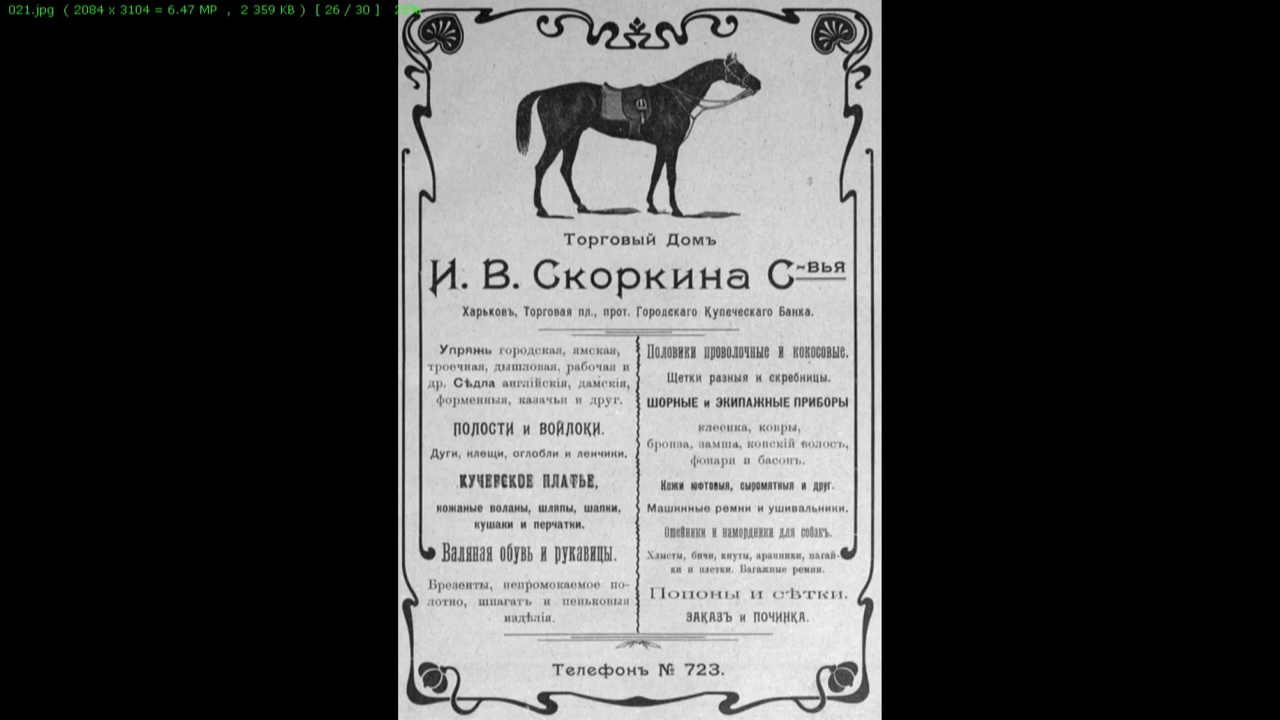 021.jpg ( 2084 x 3104 = 6.47 MP , 2 359 KB ) [ 26 / 30 ]
Торговый Домъ
И. В. Скоркина С-вья
Харьковъ, Торговая пл., прот. Городскаго Купеческаго Банка.
Упряжь городская, ямская,
троечная, дышловая, рабочая и
др. Сѣдла англійскія, дамскія,
форменныя, казачьи и друг.
ПОЛОСТИ и ВОЙЛОКИ.
Дуги, клещи, оглобли и ленчики.
КУЧЕРСКОЕ ПЛАТЬЕ,
кожаные воланы, шляпы, шапки,
кушаки и перчатки.
Валяная обувь и рукавицы.
Брезенты, непромокаемое по-
лотно, шпагатъ и пеньковыя
издѣлія.
Половики проволочные и кокосовые.
Щетки разныя и скребницы.
ШОРНЫЕ и ЭКИПАЖНЫЕ ПРИБОРЫ
клеенка, ковры,
бронза, замша, конскій волосъ,
фонари и басонъ.
Кожи юфтовыя, сыромятныя и друг.
Машинные ремни и ушивальники.
Ошейники и намордники для собакъ.
Хлысты, бичи, кнуты, арапники, нагай-
ки и плетки. Багажные ремни.
Попоны и сѣтки.
ЗАКАЗЪ и ПОЧИНКА.
Телефонъ № 723.